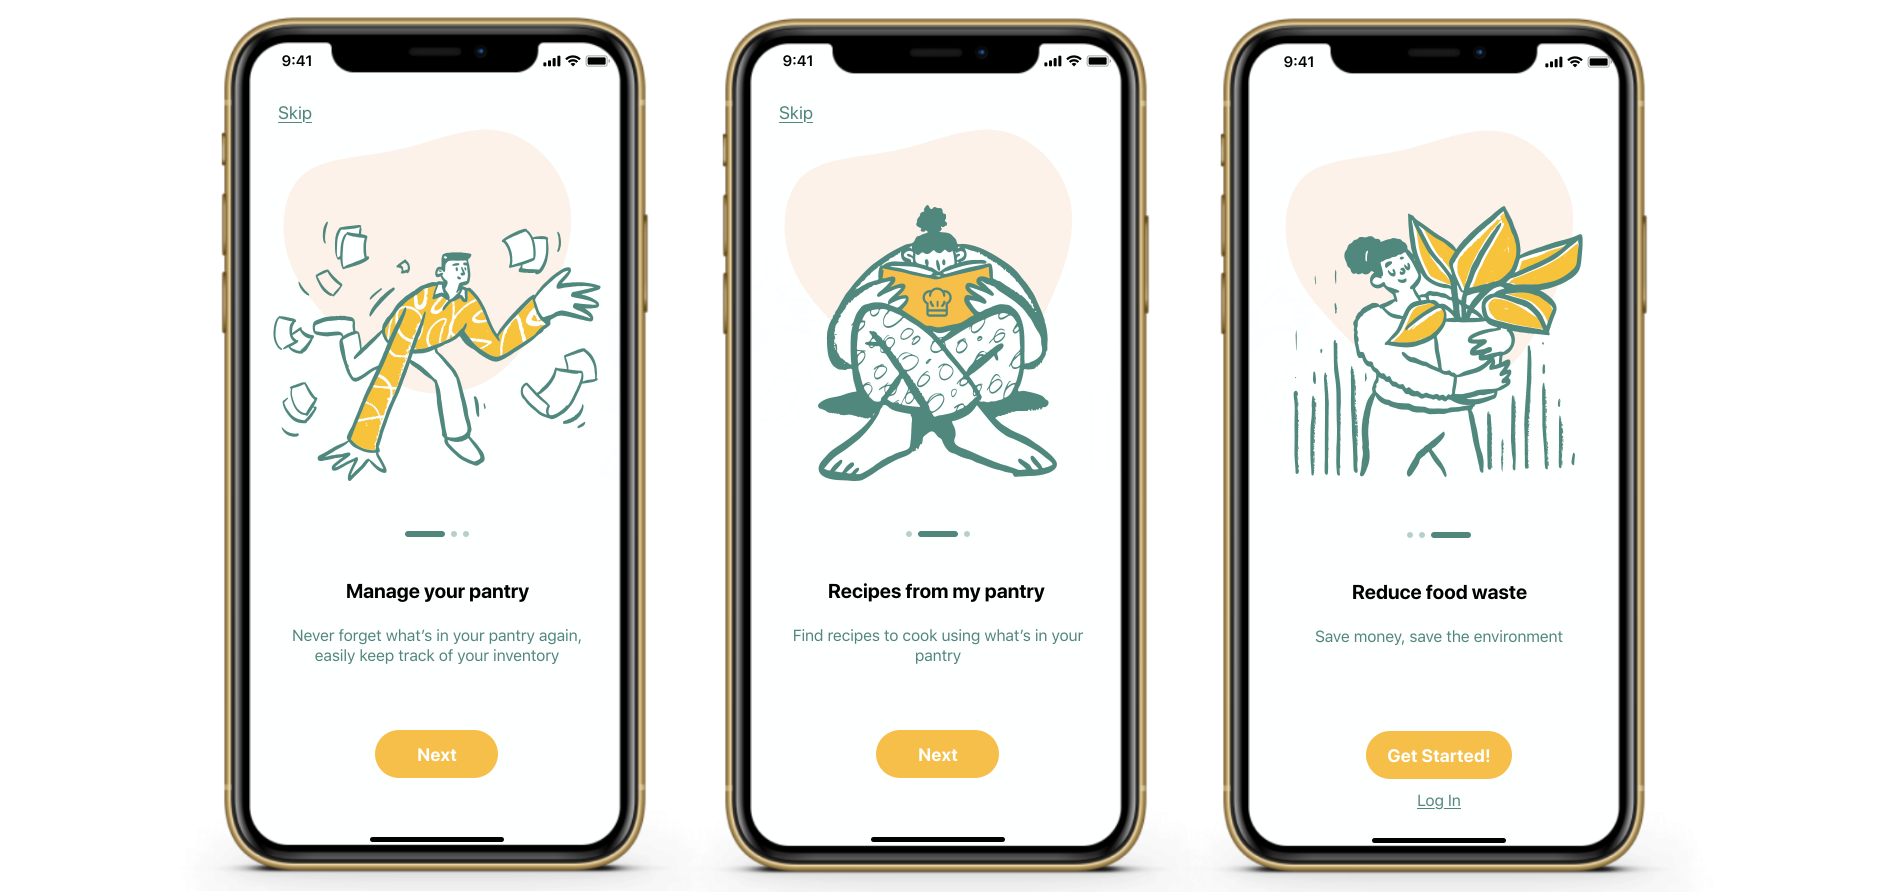 9:41
Skip
Manage your pantry
Never forget what's in your pantry again,
easily keep track of your inventory
Next
9:41
Skip
Recipes from my pantry
Find recipes to cook using what's in your
pantry
Next
9:41
Reduce food waste
Save money, save the environment
Get Started!
Log In